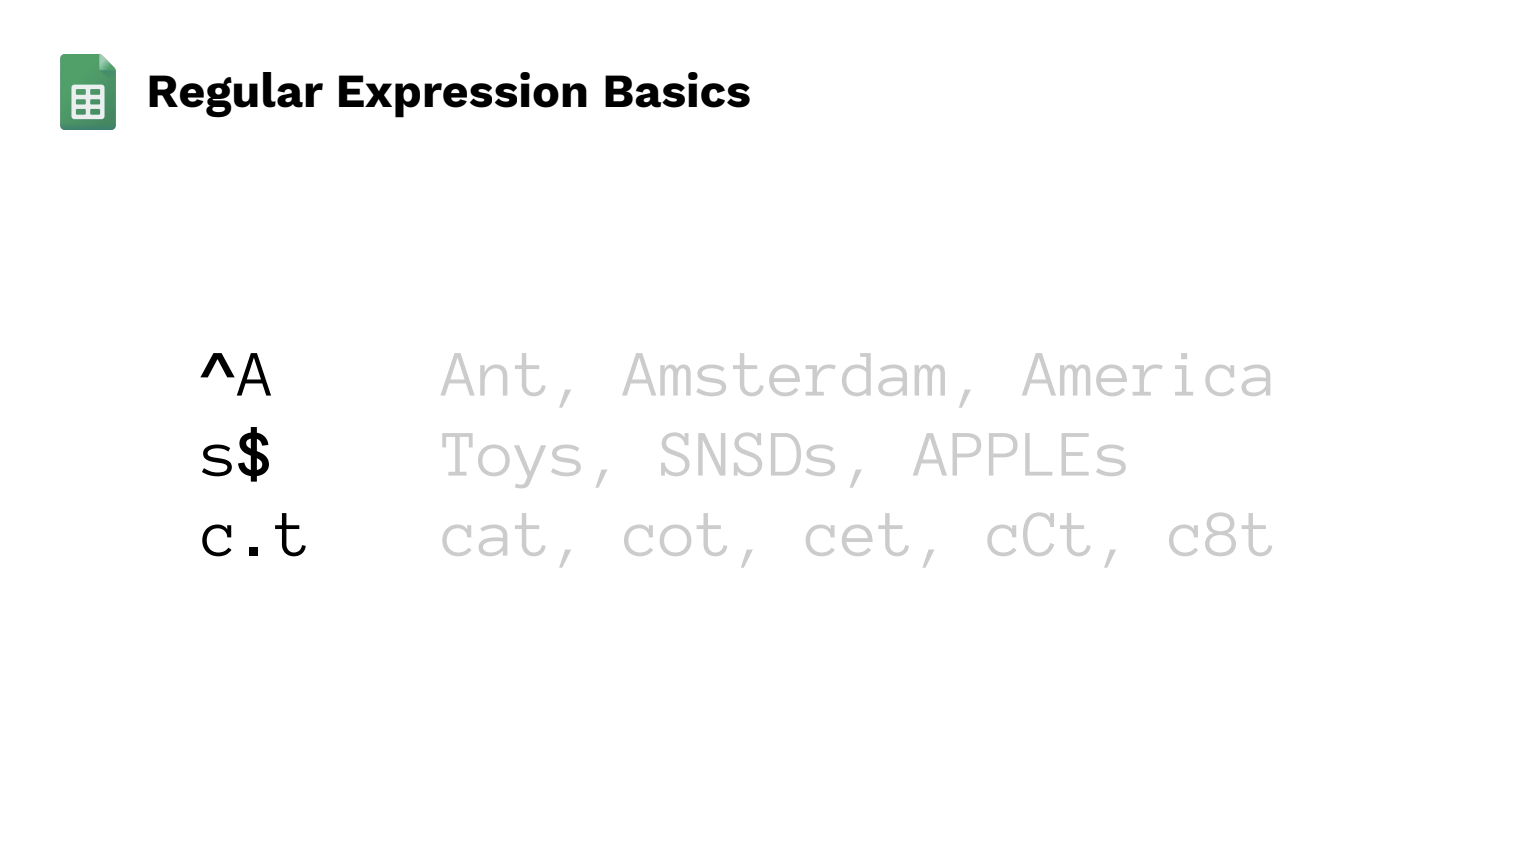 Regular Expression Basics
^A Ant, Amsterdam, America
s$ Toys, SNSDs, APPLEs
c.t cat, cot, cet, cCt, c8t